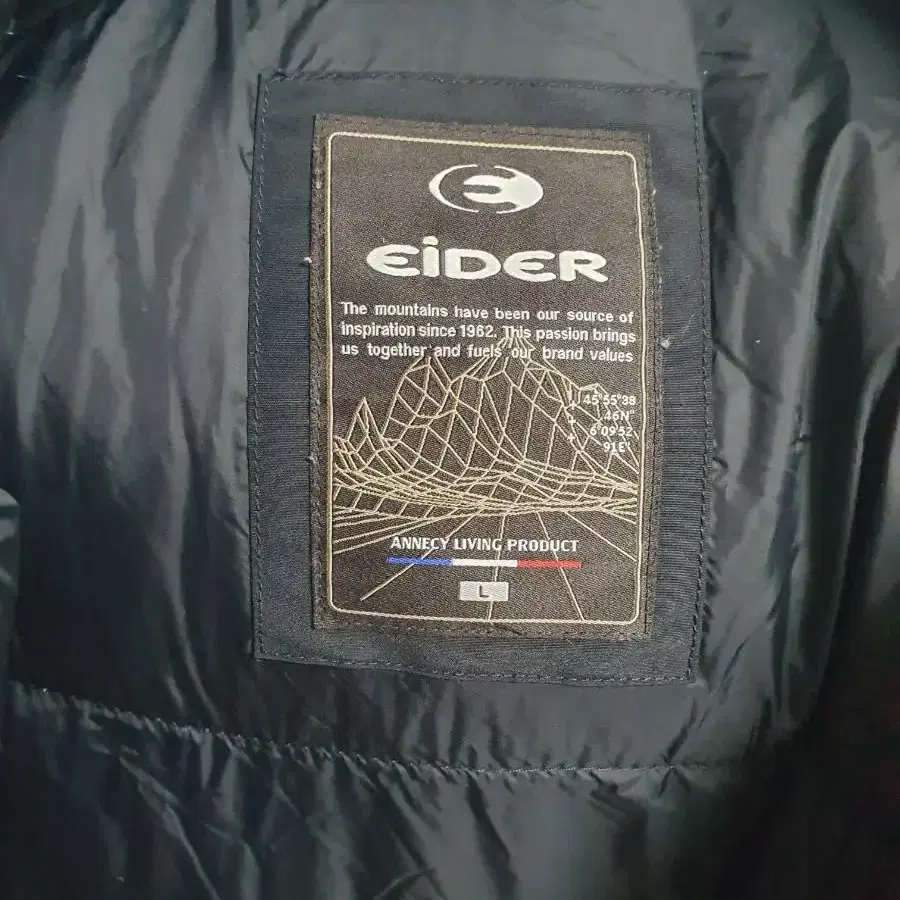 EiDER
The mountains have been our source of
inspiration since 1962. This passion brings
us together and fuels our brand values
45°55"38
46N"
6°09'52
91E"
ANNECY LIVING PRODUCT
L